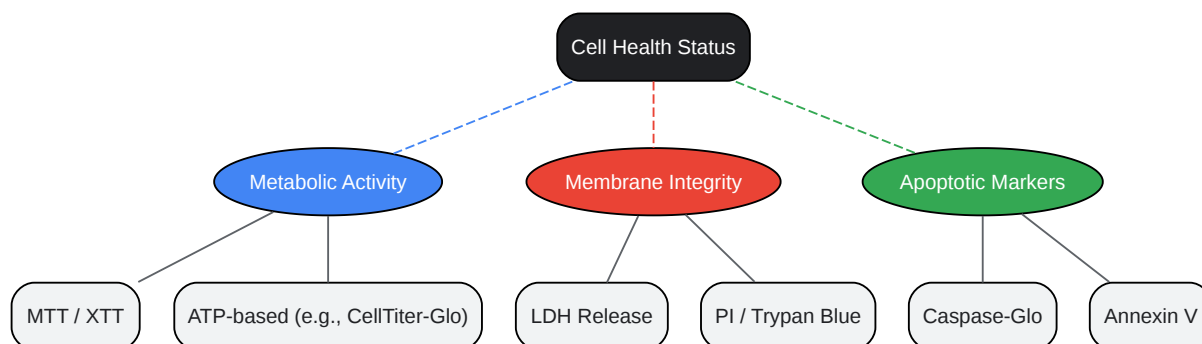 Cell Health Status
Metabolic Activity
Membrane Integrity
Apoptotic Markers
MTT / XTT
ATP-based (e.g., CellTiter-Glo)
LDH Release
PI / Trypan Blue
Caspase-Glo
Annexin V